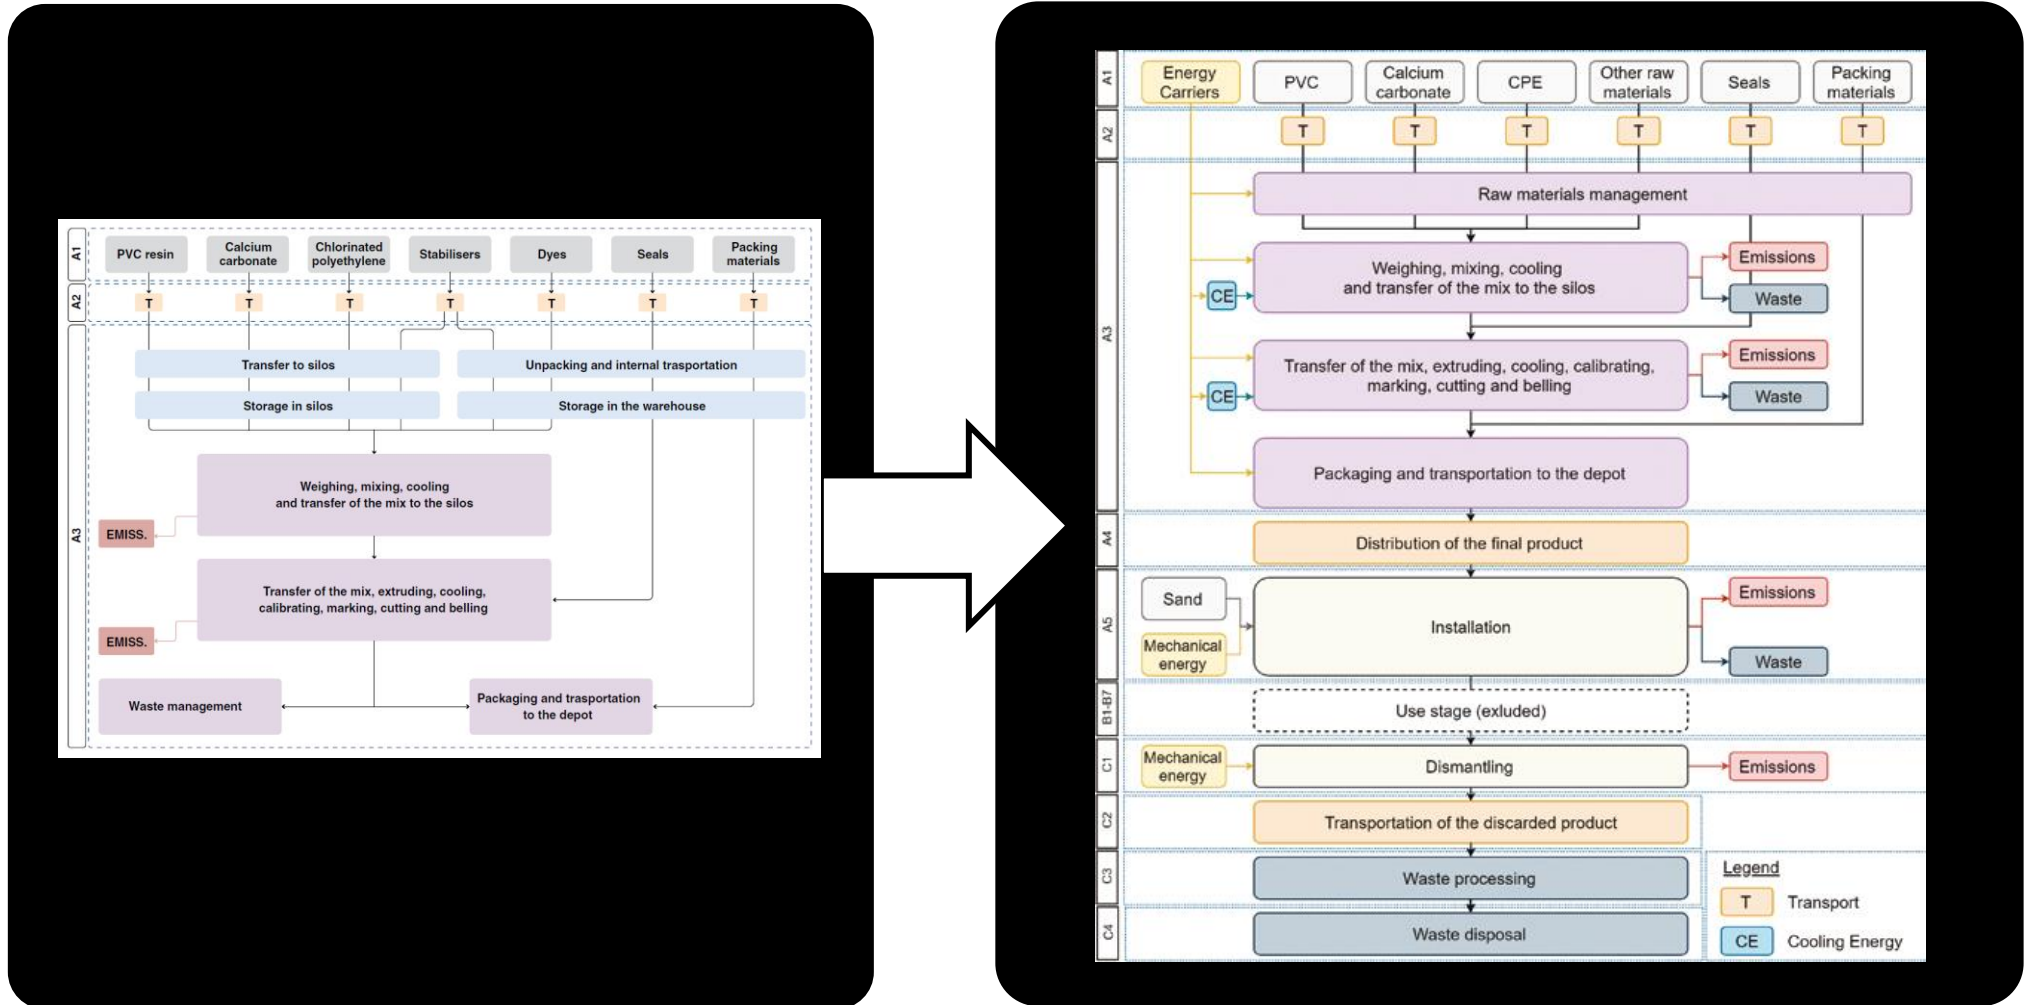 A1
PVC resin
Calcium
carbonate
Chlorinated
polyethylene
Stabilisers
Dyes
Seals
Packing
materials
A2
T
T
T
T
T
T
T
A3
Transfer to silos
Unpacking and internal trasportation
Storage in silos
Storage in the warehouse
Weighing, mixing, cooling
and transfer of the mix to the silos
EMISS.
Transfer of the mix, extruding, cooling,
calibrating, marking, cutting and belling
EMISS.
Waste management
Packaging and trasportation
to the depot
A1
Energy
Carriers
PVC
Calcium
carbonate
CPE
Other raw
materials
Seals
Packing
materials
A2
T
T
T
T
T
T
A3
Raw materials management
Weighing, mixing, cooling
and transfer of the mix to the silos
Emissions
CE
Waste
Transfer of the mix, extruding, cooling, calibrating,
marking, cutting and belling
Emissions
CE
Waste
Packaging and transportation to the depot
A4
Distribution of the final product
A5
Sand
Mechanical
energy
Installation
Emissions
Waste
B1-B7
Use stage (exluded)
C1
Mechanical
energy
Dismantling
Emissions
C2
Transportation of the discarded product
C3
Waste processing
C4
Waste disposal
Legend
T Transport
CE Cooling Energy